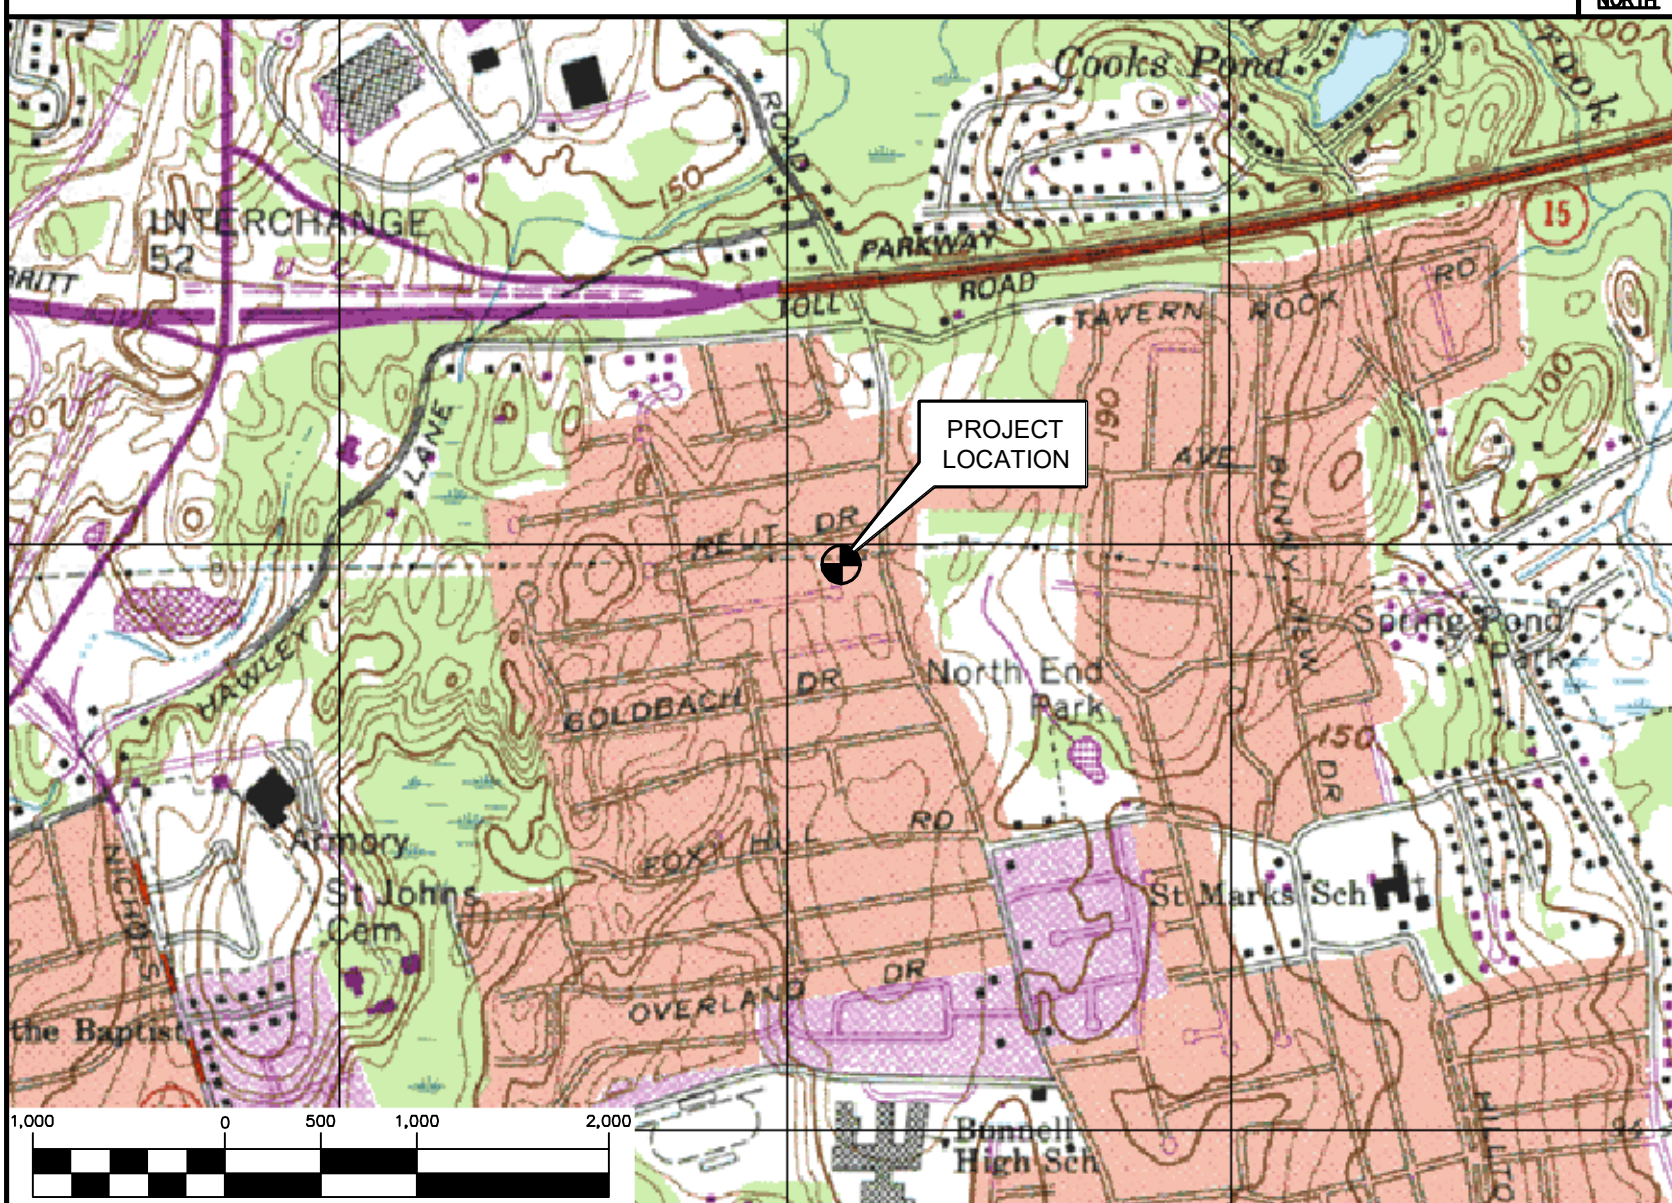 NORTH
Cooks Pond
rook
100
ROAD
150
INTERCHANGE
52
15
PARKWAY
RRITT
TOLL
ROAD
TAVERN
ROCK
RD
100
190
LANE
PROJECT
LOCATION
AVE
REUT DR
BUNNY VIEW
DR
HAWLEY
Spring Pond
Park
North End
Park
GOLDBACH DR
150
Armory
FOXX HILL RD
NICHOLS
St Johns
Cem
St Marks Sch
OVERLAND DR
the Baptist
1,000
0
500
1,000
2,000
Bunnell
High Sch